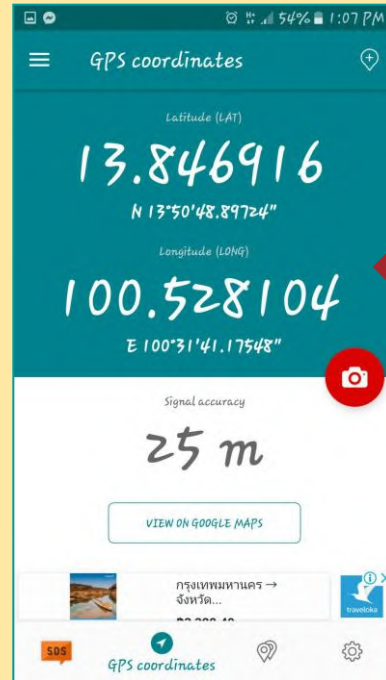 54% 1:07 PM
GPS coordinates
Latitude (LAT)
13.846916
N 13°50'48.89724"
Longitude (LONG)
100.528104
E 100°31'41.17548"
Signal accuracy
25 m
VIEW ON GOOGLE MAPS
กรุงเทพมหานคร →
จังหวัด...
traveloka
SOS
GPS coordinates